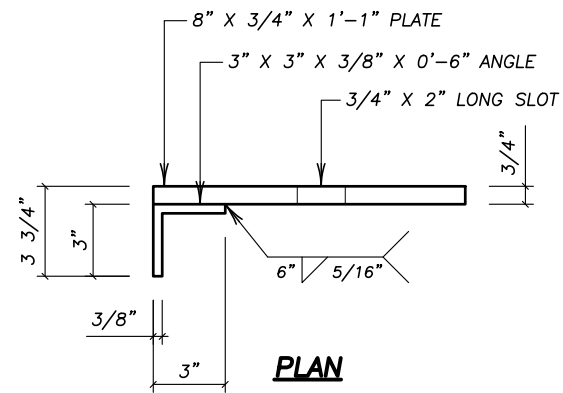 8" X 3/4" X 1'-1" PLATE
3" X 3" X 3/8" X 0'-6" ANGLE
3/4" X 2" LONG SLOT
3/4"
3 3/4"
3"
6"
5/16"
3/8"
3"
PLAN